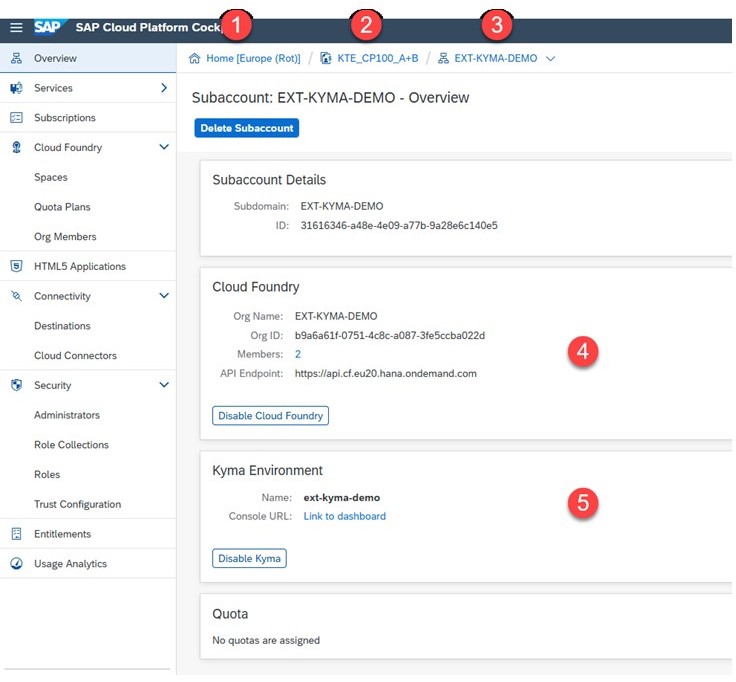 1 2 3
SAP SAP Cloud Platform Cock
Home [Europe (Rot)] / KTE_CP100_A+B / EXT-KYMA-DEMO
Overview
Services
Subscriptions
Cloud Foundry
Spaces
Quota Plans
Org Members
HTML5 Applications
Connectivity
Destinations
Cloud Connectors
Security
Administrators
Role Collections
Roles
Trust Configuration
Entitlements
Usage Analytics
Subaccount: EXT-KYMA-DEMO - Overview
Delete Subaccount
Subaccount Details
Subdomain: EXT-KYMA-DEMO
ID: 31616346-a48e-4e09-a77b-9a28e6c140e5
Cloud Foundry
Org Name: EXT-KYMA-DEMO
Org ID: b9a6a61f-0751-4c8c-a087-3fe5ccba022d
Members: 2
4
API Endpoint: https://api.cf.eu20.hana.ondemand.com
Disable Cloud Foundry
Kyma Environment
Name: ext-kyma-demo
5
Console URL: Link to dashboard
Disable Kyma
Quota
No quotas are assigned